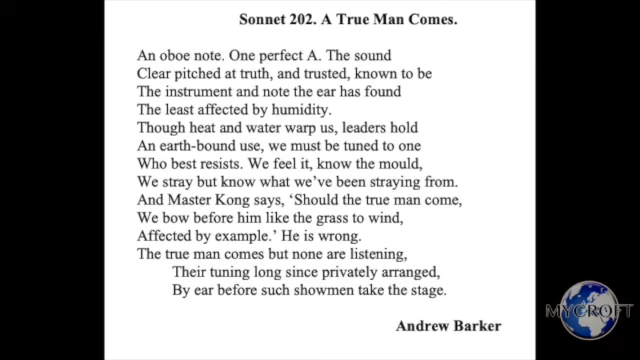 Sonnet 202. A True Man Comes.
An oboe note. One perfect A. The sound
Clear pitched at truth, and trusted, known to be
The instrument and note the ear has found
The least affected by humidity.
Though heat and water warp us, leaders hold
An earth-bound use, we must be tuned to one
Who best resists. We feel it, know the mould,
We stray but know what we’ve been straying from.
And Master Kong says, ‘Should the true man come,
We bow before him like the grass to wind,
Affected by example.’ He is wrong.
The true man comes but none are listening,
Their tuning long since privately arranged,
By ear before such showmen take the stage.
Andrew Barker
MYCROFT